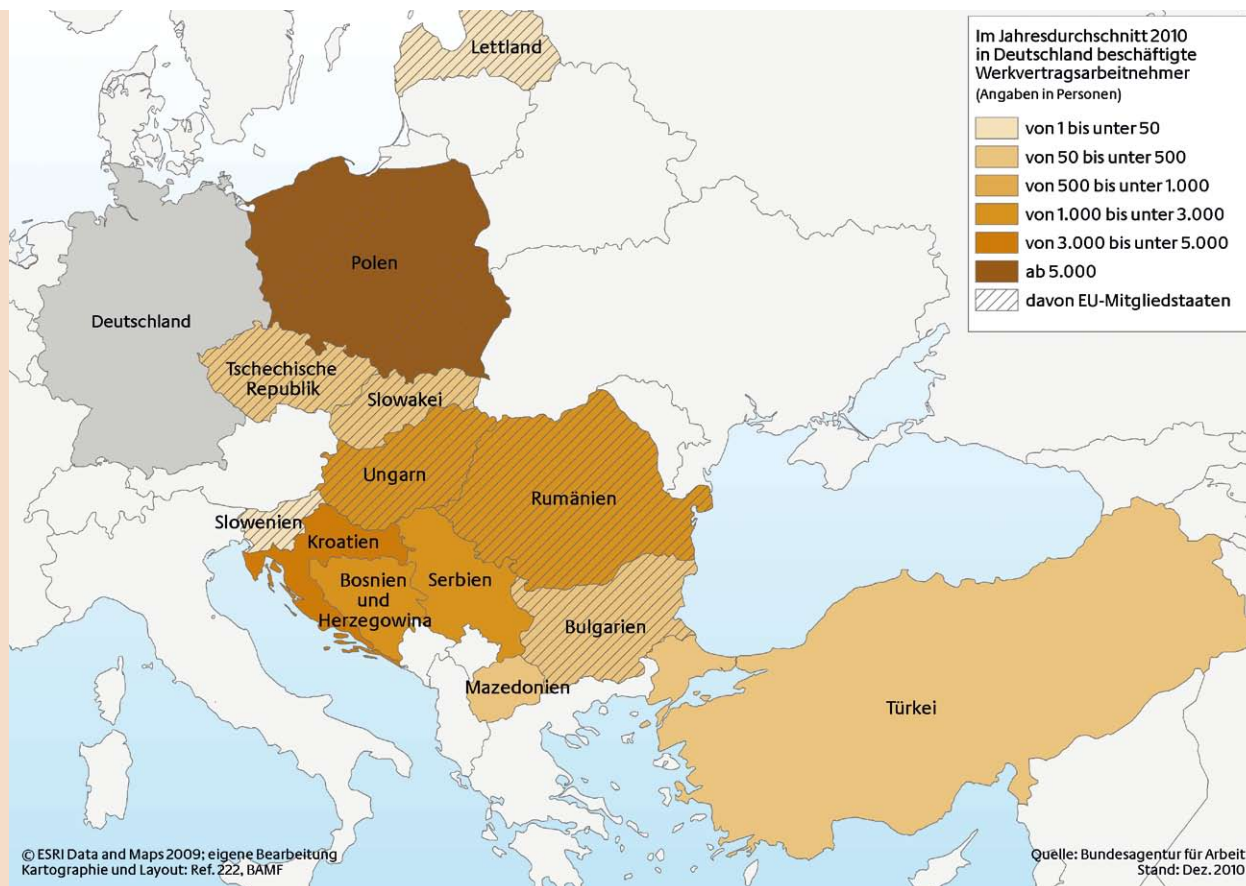 Lettland
Im Jahresdurchschnitt 2010
in Deutschland beschäftigte
Werkvertragsarbeitnehmer
(Angaben in Personen)
von 1 bis unter 50
von 50 bis unter 500
von 500 bis unter 1.000
von 1.000 bis unter 3.000
von 3.000 bis unter 5.000
ab 5.000
davon EU-Mitgliedstaaten
Polen
Deutschland
Tschechische
Republik
Slowakei
Ungarn
Rumänien
Slowenien
Kroatien
Bosnien
und
Herzegowina
Serbien
Bulgarien
Mazedonien
Türkei
© ESRI Data and Maps 2009; eigene Bearbeitung
Kartographie und Layout: Ref. 222, BAMF
Quelle: Bundesagentur für Arbeit
Stand: Dez. 2010